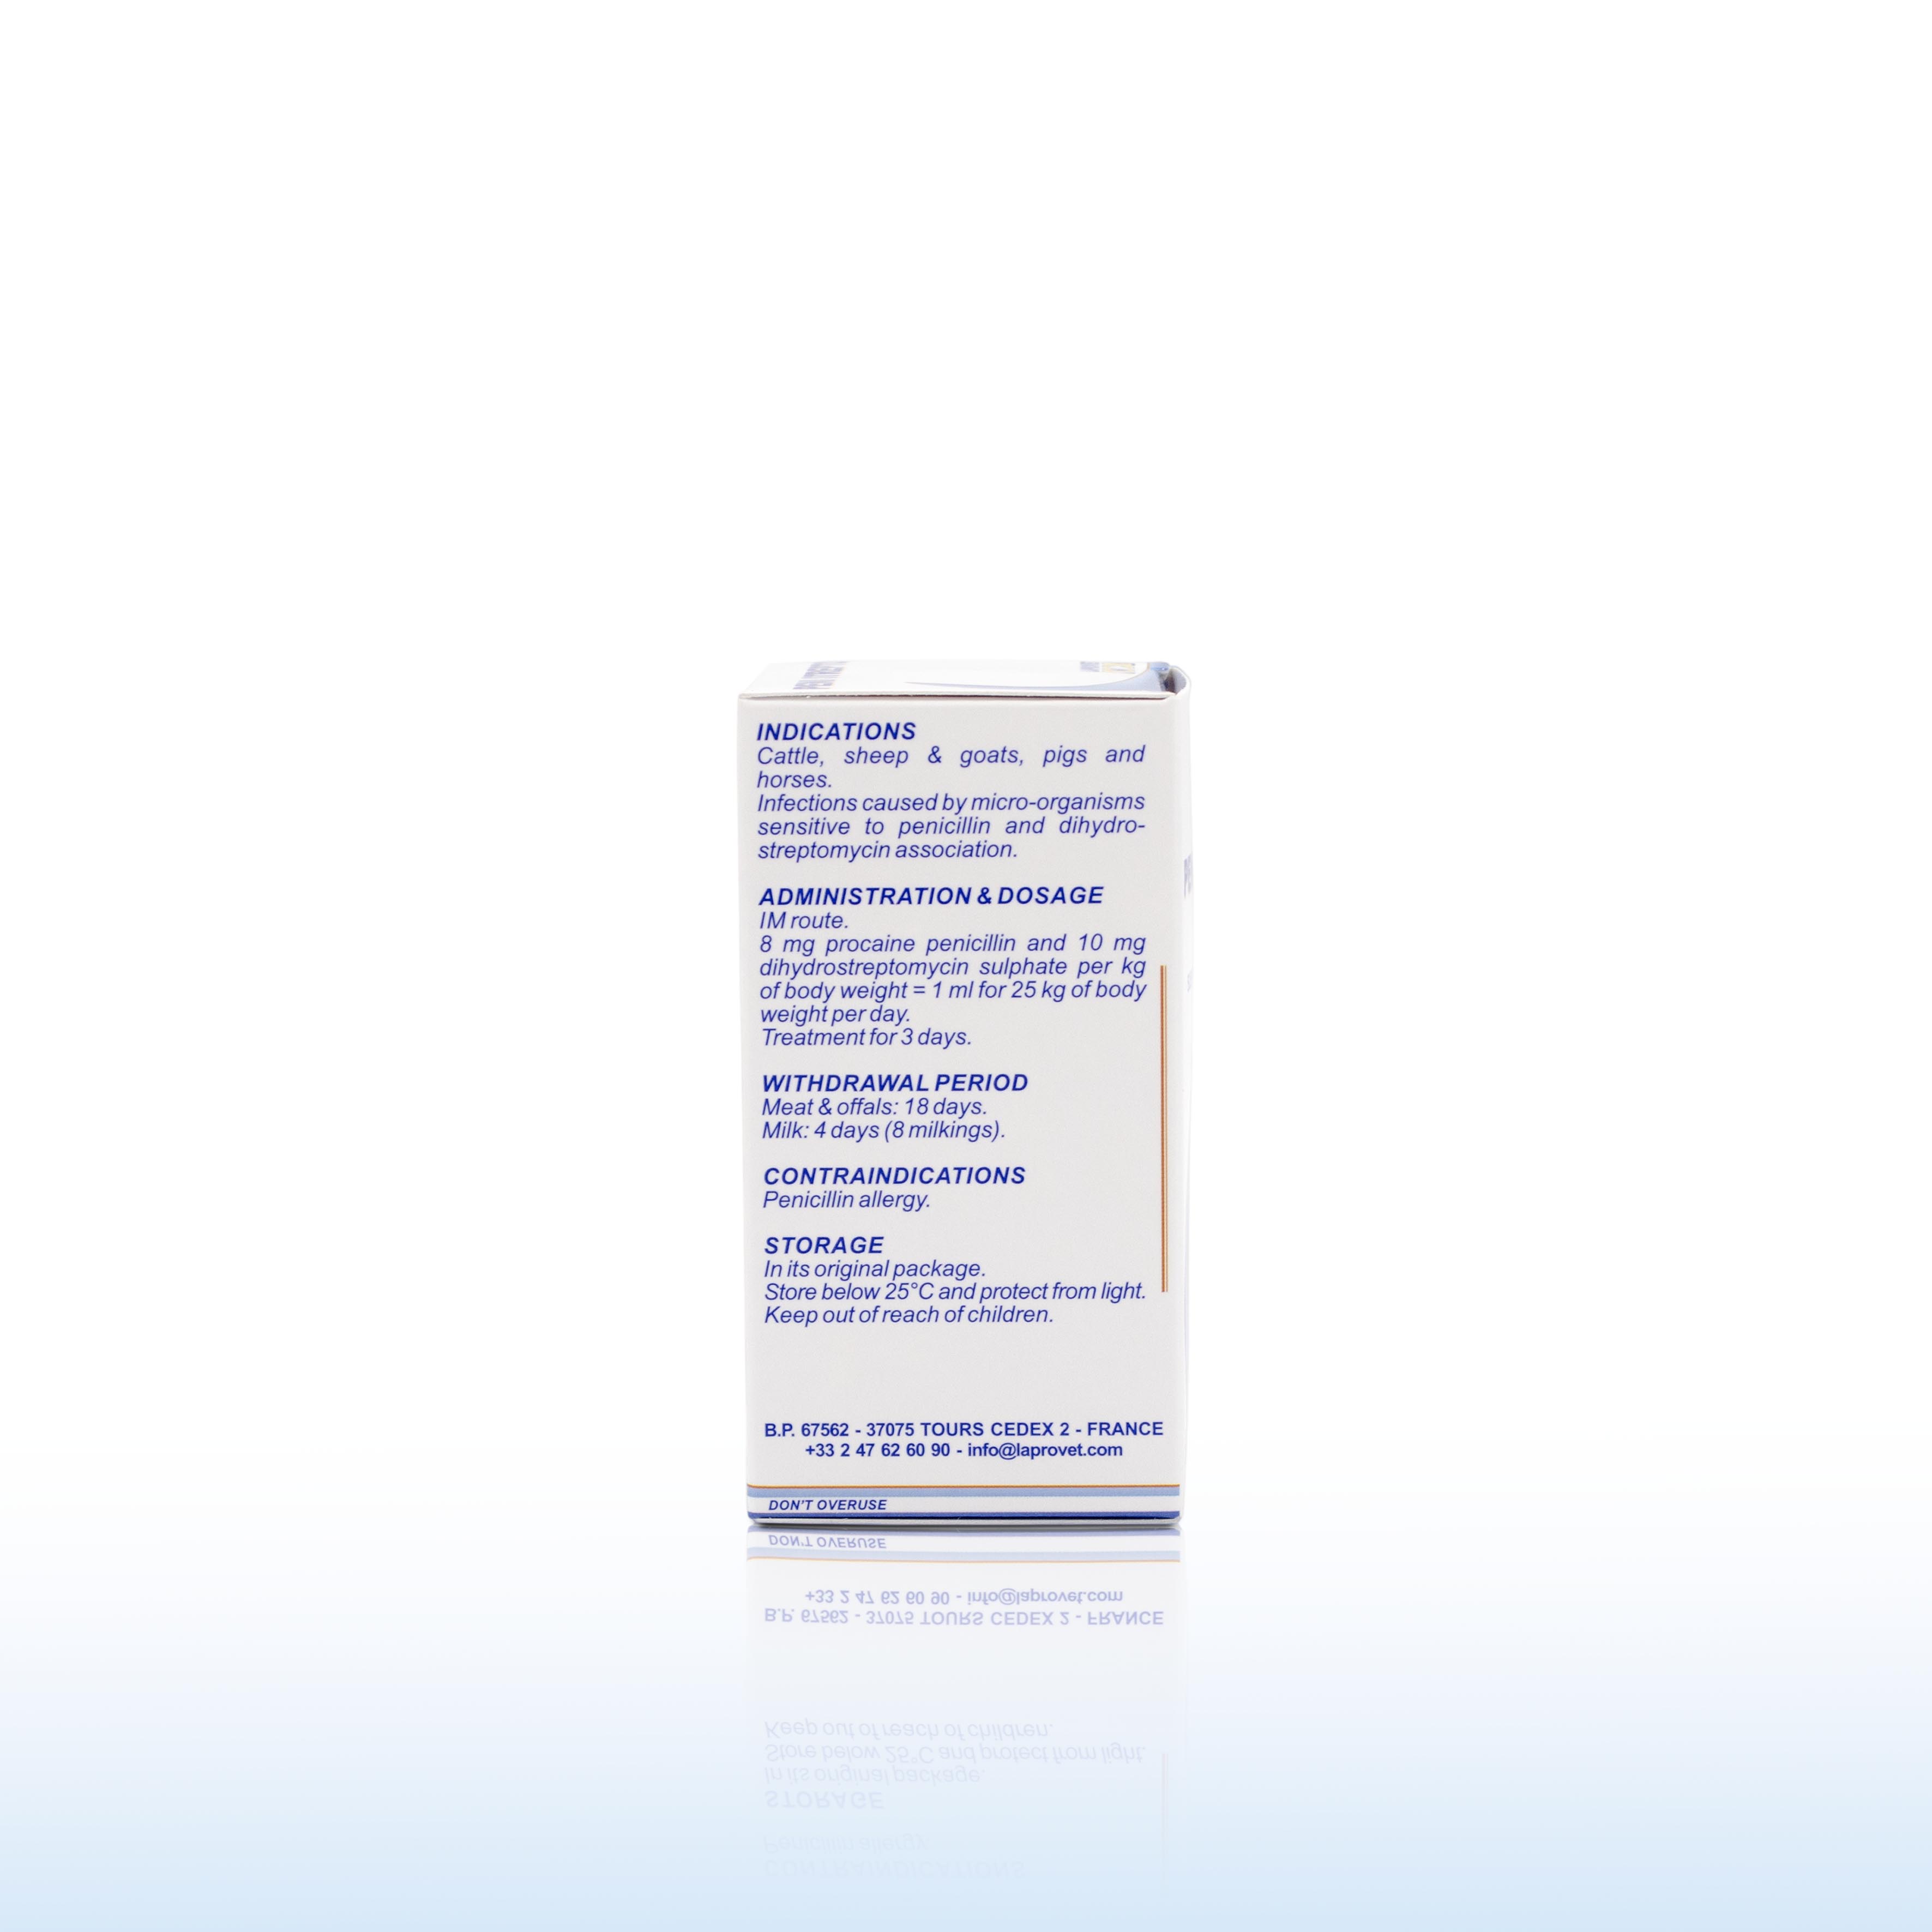 INDICATIONS
Cattle, sheep & goats, pigs and
horses.
Infections caused by micro-organisms
sensitive to penicillin and dihydro-
streptomycin association.
ADMINISTRATION & DOSAGE
IM route.
8 mg procaine penicillin and 10 mg
dihydrostreptomycin sulphate per kg
of body weight = 1 ml for 25 kg of body
weight per day.
Treatment for 3 days.
WITHDRAWAL PERIOD
Meat & offals: 18 days.
Milk: 4 days (8 milkings).
CONTRAINDICATIONS
Penicillin allergy.
STORAGE
In its original package.
Store below 25°C and protect from light.
Keep out of reach of children.
B.P. 67562 - 37075 TOURS CEDEX 2 - FRANCE
+33 2 47 62 60 90 - info@laprovet.com
DON'T OVERUSE